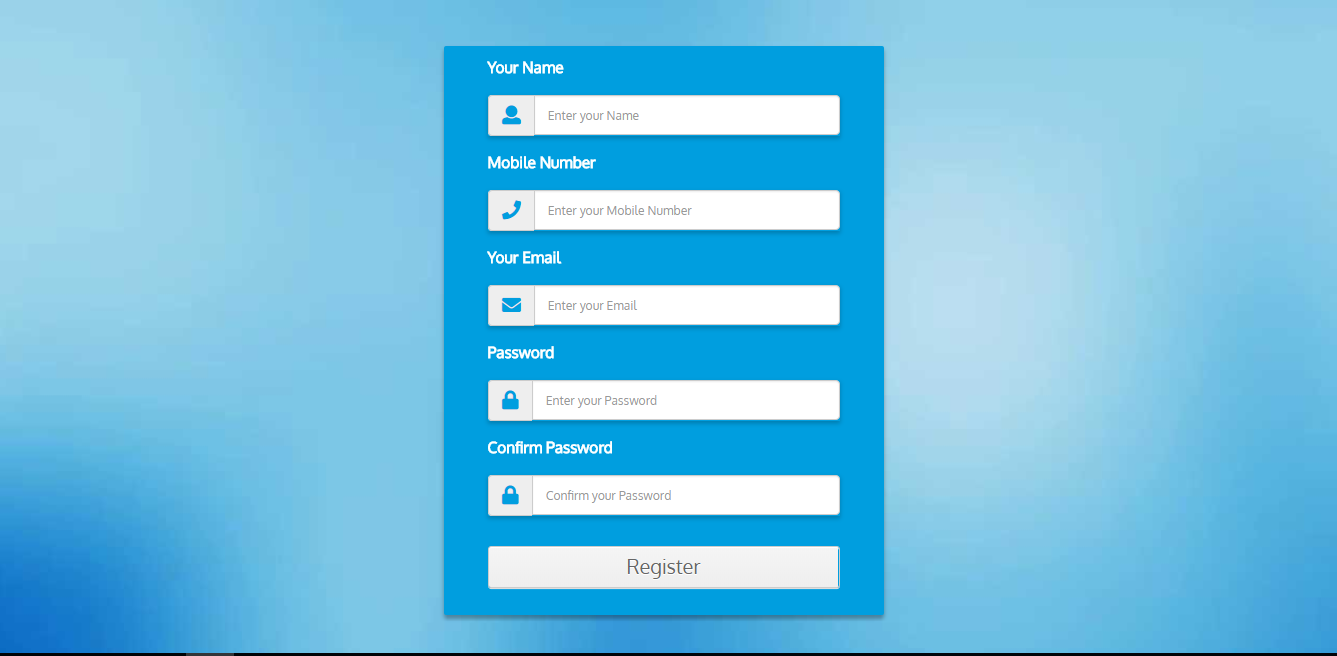 Your Name
Enter your Name
Mobile Number
Enter your Mobile Number
Your Email
Enter your Email
Password
Enter your Password
Confirm Password
Confirm your Password
Register